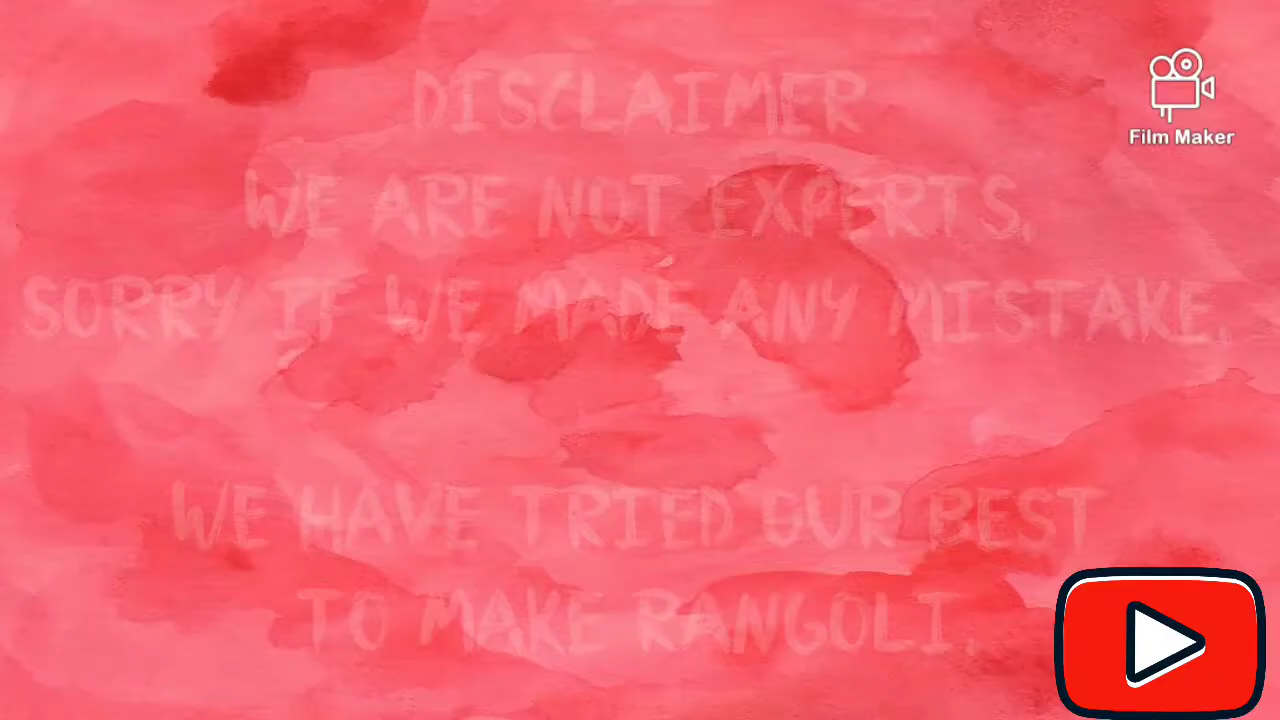 DISCLAIMER
WE ARE NOT EXPERTS.
SORRY IF WE MADE ANY MISTAKE.
WE HAVE TRIED OUR BEST
TO MAKE RANGOLI.
Film Maker